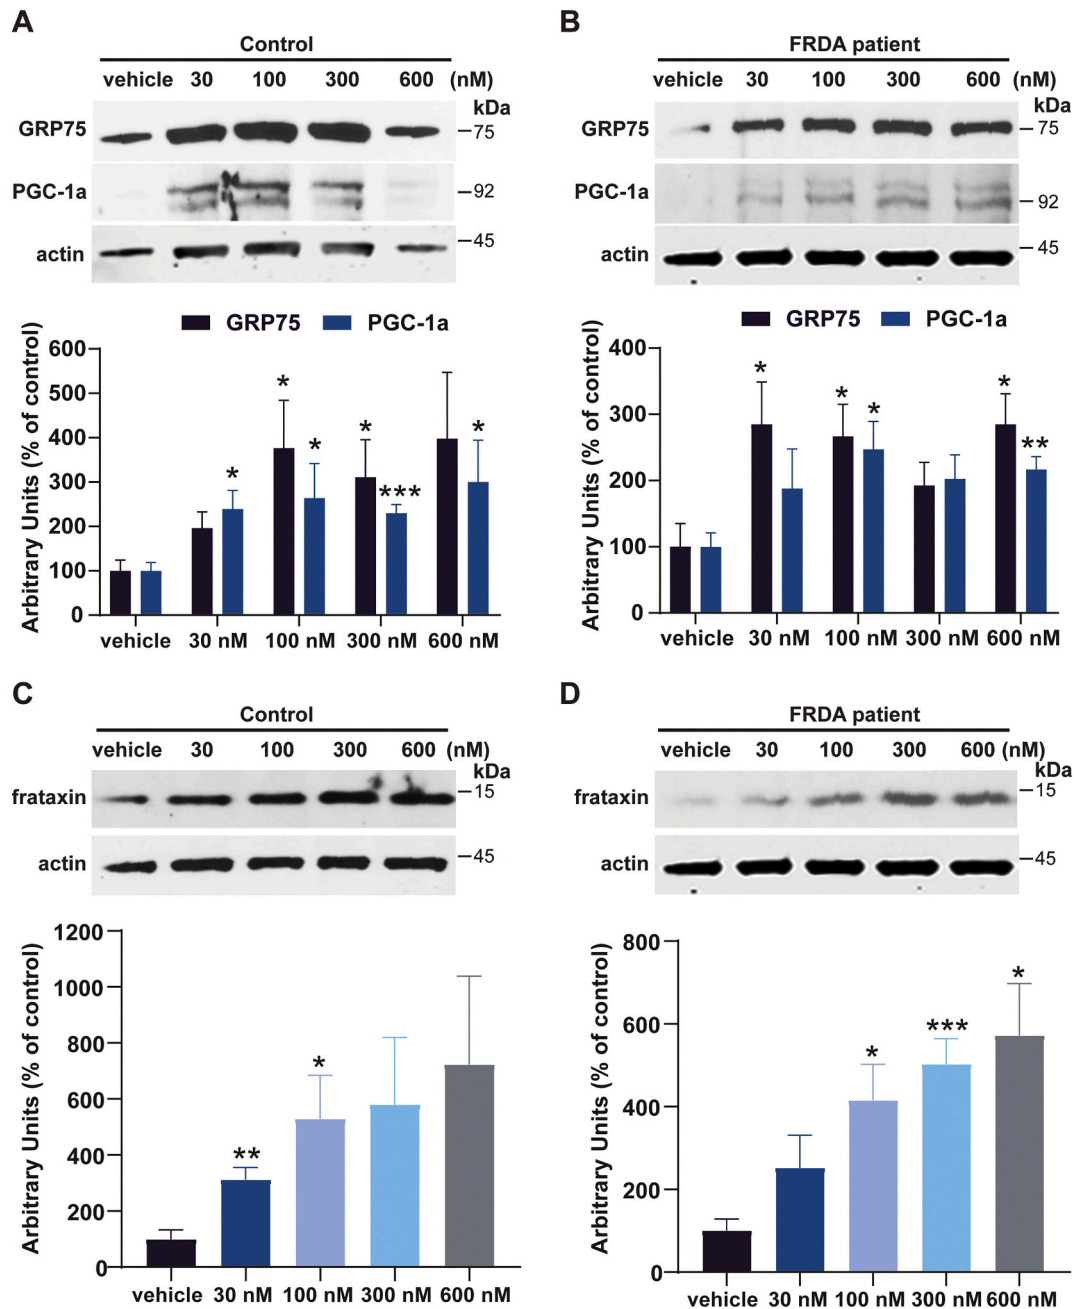 A
Control
vehicle 30 100 300 600 (nM)
kDa
GRP75 75
PGC-1a 92
actin 45
GRP75 PGC-1a
Arbitrary Units (% of control)
600
500
400
300
200
100
0
* * * * * *** *
vehicle 30 nM 100 nM 300 nM 600 nM
B
FRDA patient
vehicle 30 100 300 600 (nM)
kDa
GRP75 75
PGC-1a 92
actin 45
GRP75 PGC-1a
Arbitrary Units (% of control)
400
300
200
100
0
* * * * **
vehicle 30 nM 100 nM 300 nM 600 nM
C
Control
vehicle 30 100 300 600 (nM)
kDa
frataxin 15
actin 45
Arbitrary Units (% of control)
1200
1000
800
600
400
200
0
** *
vehicle 30 nM 100 nM 300 nM 600 nM
D
FRDA patient
vehicle 30 100 300 600 (nM)
kDa
frataxin 15
actin 45
Arbitrary Units (% of control)
800
600
400
200
0
* *** *
vehicle 30 nM 100 nM 300 nM 600 nM